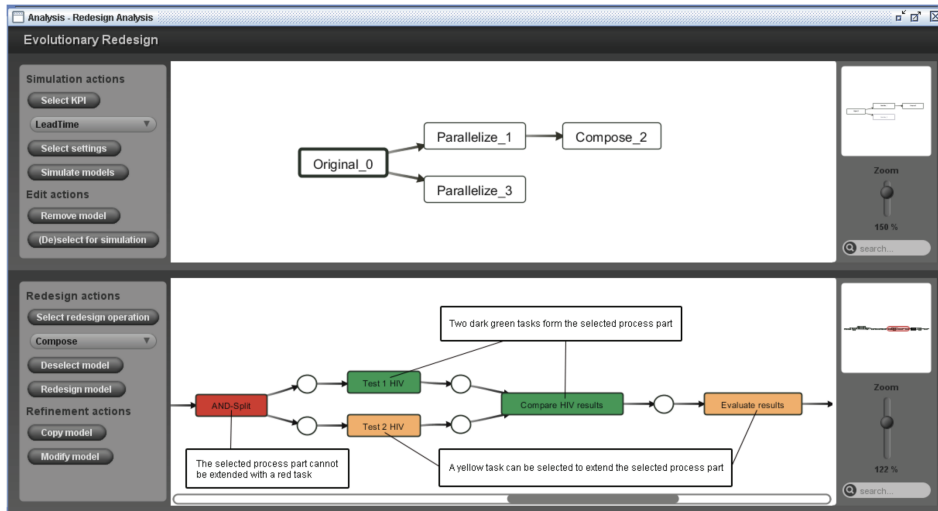 Analysis - Redesign Analysis
Evolutionary Redesign
Simulation actions
Select KPI
LeadTime
Select settings
Simulate models
Edit actions
Remove model
(De)select for simulation
Original_0
Parallelize_1
Compose_2
Parallelize_3
Zoom
150 %
search...
Redesign actions
Select redesign operation
Compose
Deselect model
Redesign model
Refinement actions
Copy model
Modify model
Two dark green tasks form the selected process part
AND-Split
Test 1 HIV
Test 2 HIV
Compare HIV results
Evaluate results
The selected process part cannot
be extended with a red task
A yellow task can be selected to extend the selected process part
Zoom
122 %
search...